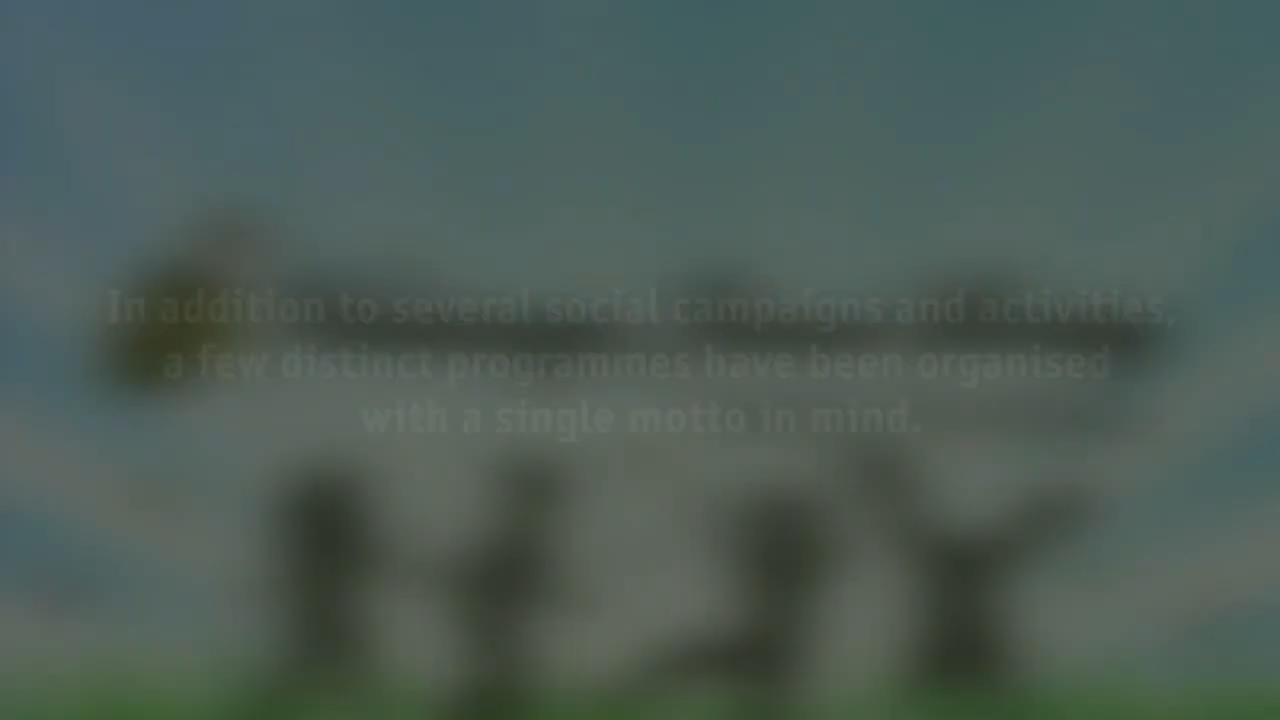 In addition to several social campaigns and activities,
a few distinct programmes have been organised
with a single motto in mind.